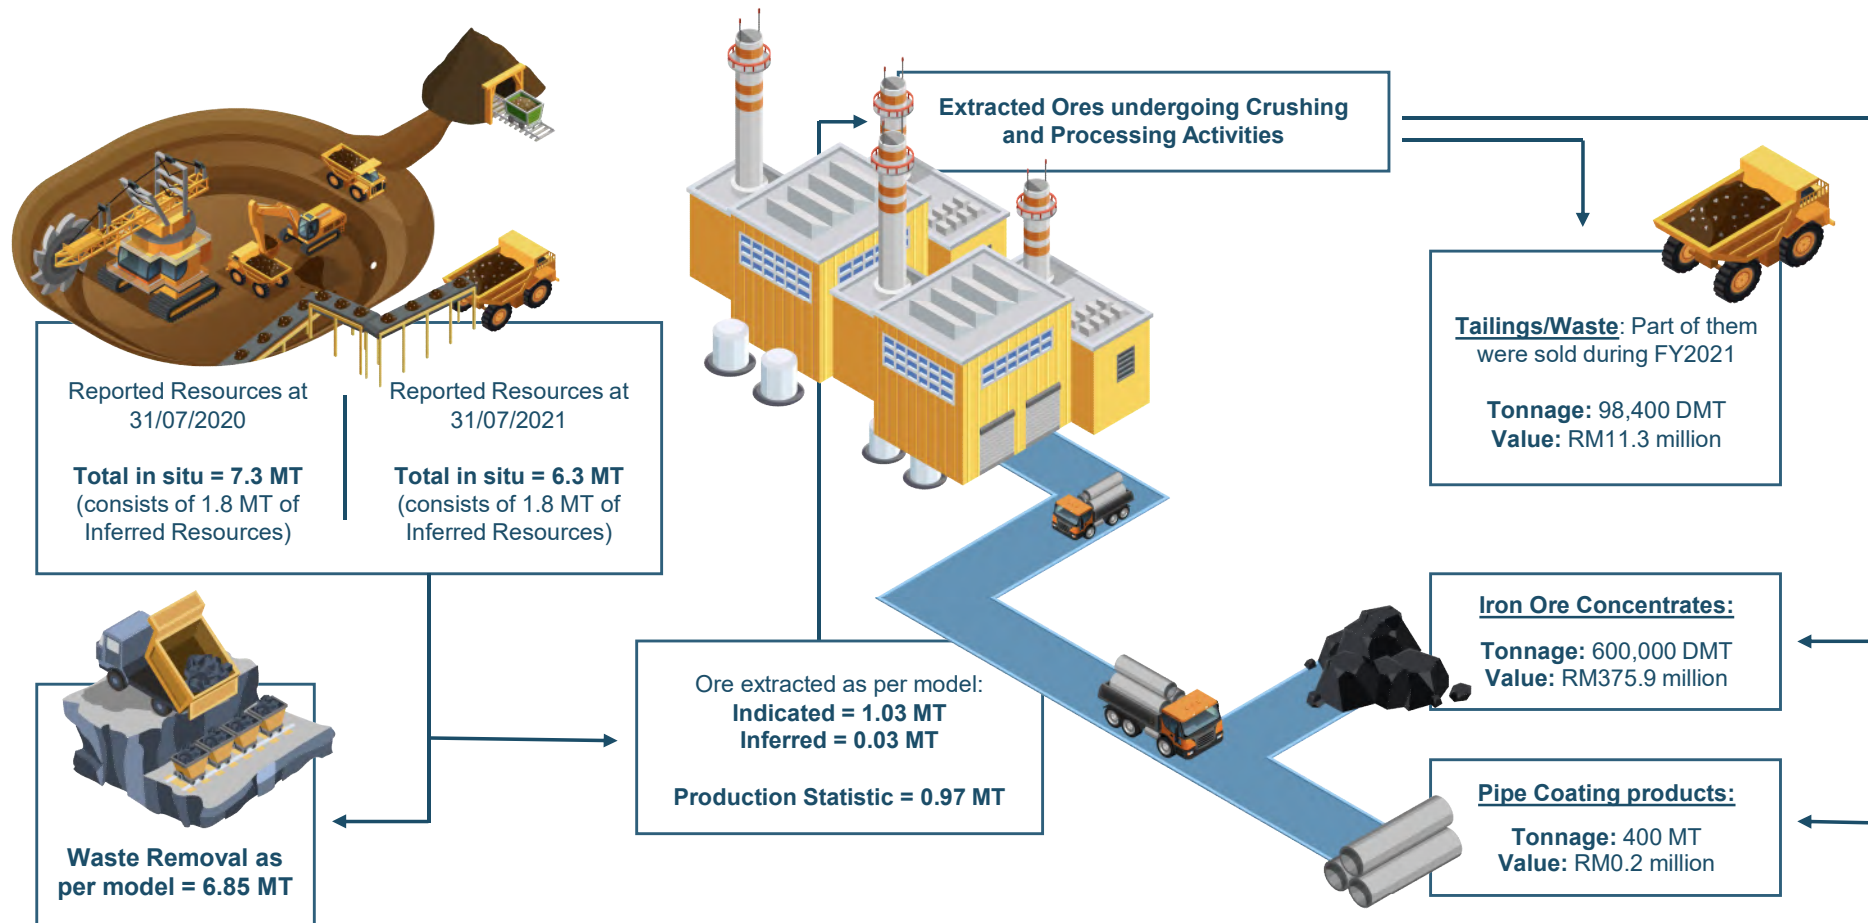 Extracted Ores undergoing Crushing
and Processing Activities
Tailings/Waste: Part of them
were sold during FY2021
Tonnage: 98,400 DMT
Value: RM11.3 million
Reported Resources at
31/07/2020
Total in situ = 7.3 MT
(consists of 1.8 MT of
Inferred Resources)
Reported Resources at
31/07/2021
Total in situ = 6.3 MT
(consists of 1.8 MT of
Inferred Resources)
Iron Ore Concentrates:
Tonnage: 600,000 DMT
Value: RM375.9 million
Ore extracted as per model:
Indicated = 1.03 MT
Inferred = 0.03 MT
Production Statistic = 0.97 MT
Pipe Coating products:
Tonnage: 400 MT
Value: RM0.2 million
Waste Removal as
per model = 6.85 MT